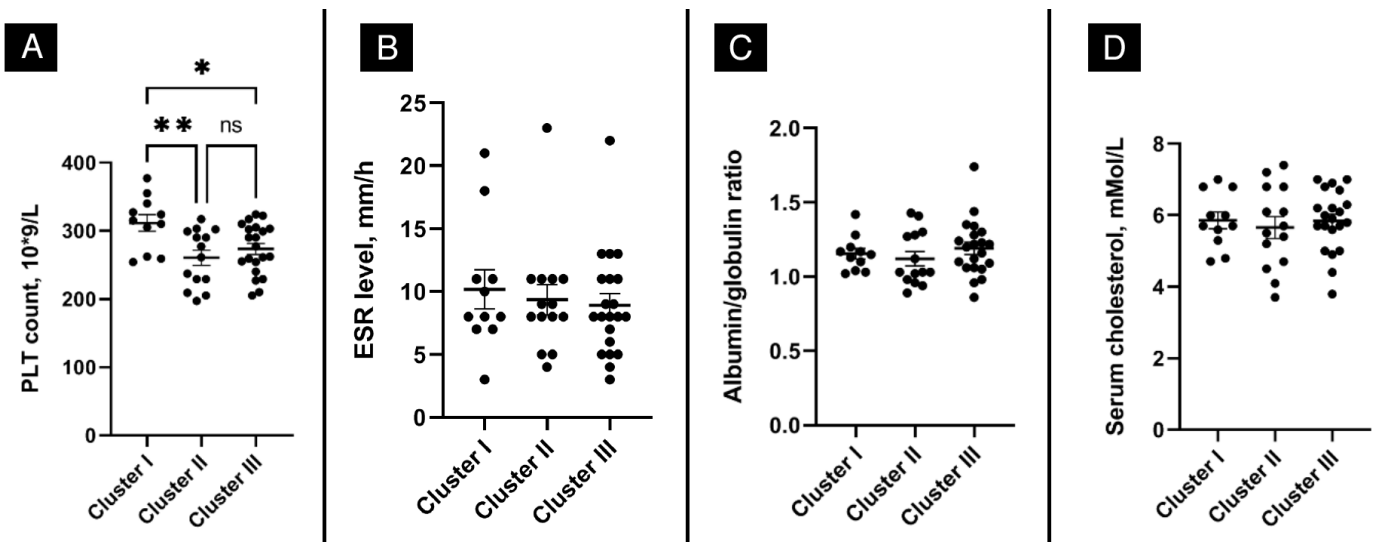 A
*
** ns
PLT count, 10*9/L
400
300
200
100
0
Cluster I
Cluster II
Cluster III
B
ESR level, mm/h
25
20
15
10
5
0
Cluster I
Cluster II
Cluster III
C
Albumin/globulin ratio
2.0
1.5
1.0
0.5
0.0
Cluster I
Cluster II
Cluster III
D
Serum cholesterol, mMol/L
8
6
4
2
0
Cluster I
Cluster II
Cluster III